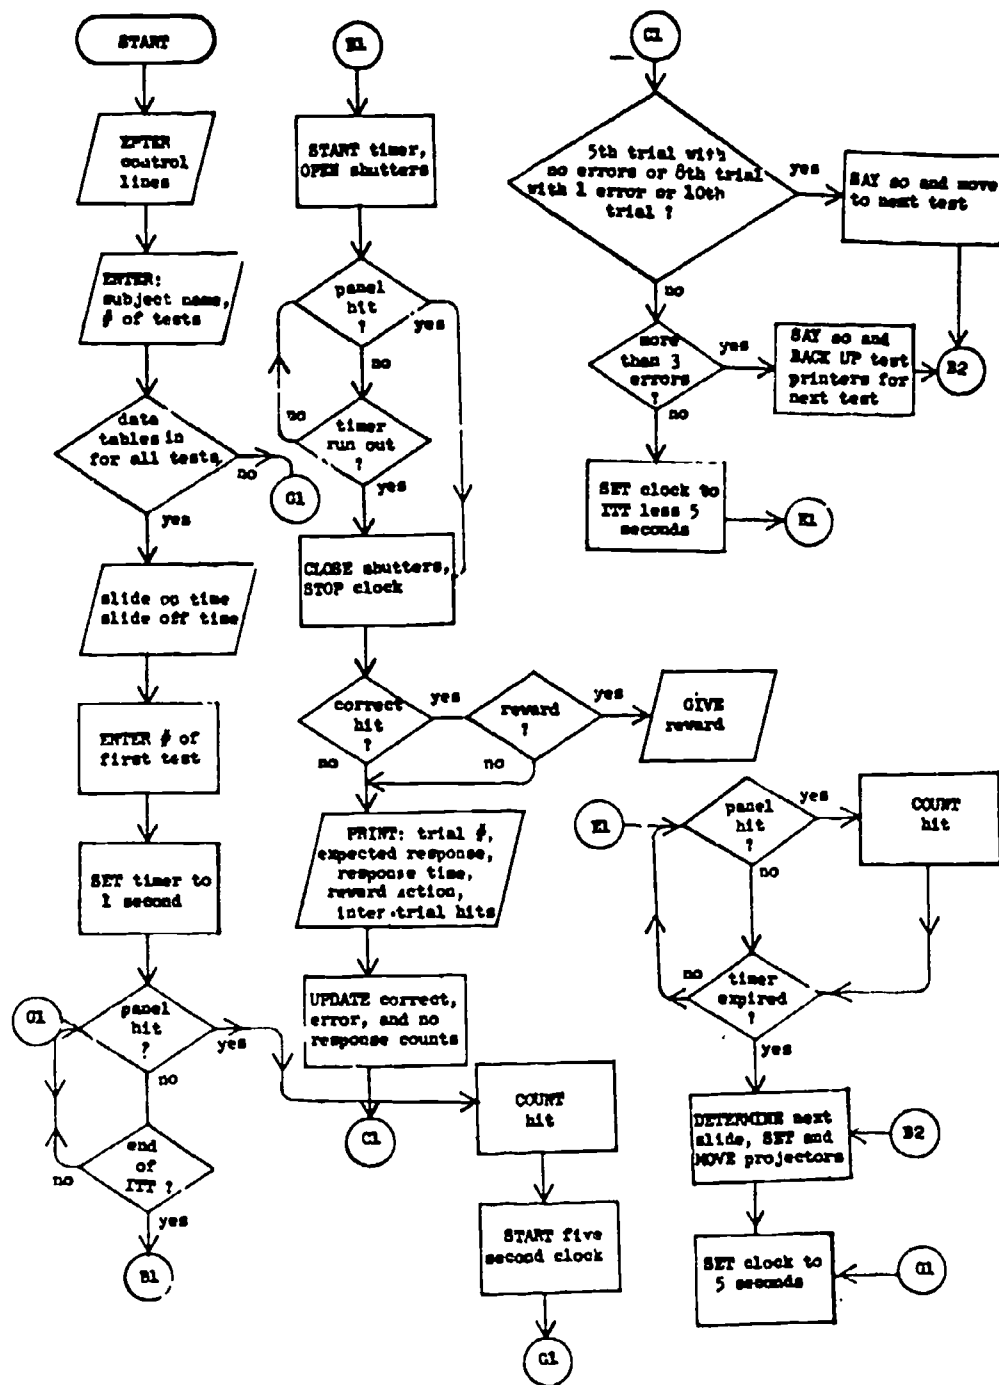 START
ENTER
control
lines
ENTER:
subject name,
# of tests
data
tables in
for all tests
no
G1
yes
slide on time
slide off time
ENTER # of
first test
SET timer to
1 second
G1
panel
hit
?
yes
no
end
of
ITT ?
no
yes
B1
B1
START timer,
OPEN shutters
panel
hit
?
yes
no
timer
run out
?
no
yes
CLOSE shutters,
STOP clock
correct
hit
?
yes
no
reward
?
yes
no
GIVE
reward
PRINT: trial #,
expected response,
response time,
reward action,
inter-trial hits
UPDATE correct,
error, and no
response counts
C1
COUNT
hit
START five
second clock
G1
C1
5th trial with
no errors or 8th trial
with 1 error or 10th
trial ?
yes
SAY so and move
to next test
no
more
than 3
errors
?
yes
SAY so and
BACK UP test
printers for
next test
B2
no
SET clock to
ITT less 5
seconds
E1
E1
panel
hit
?
yes
COUNT
hit
no
timer
expired
?
no
yes
DETERMINE next
slide, SET and
MOVE projectors
B2
SET clock to
5 seconds
G1